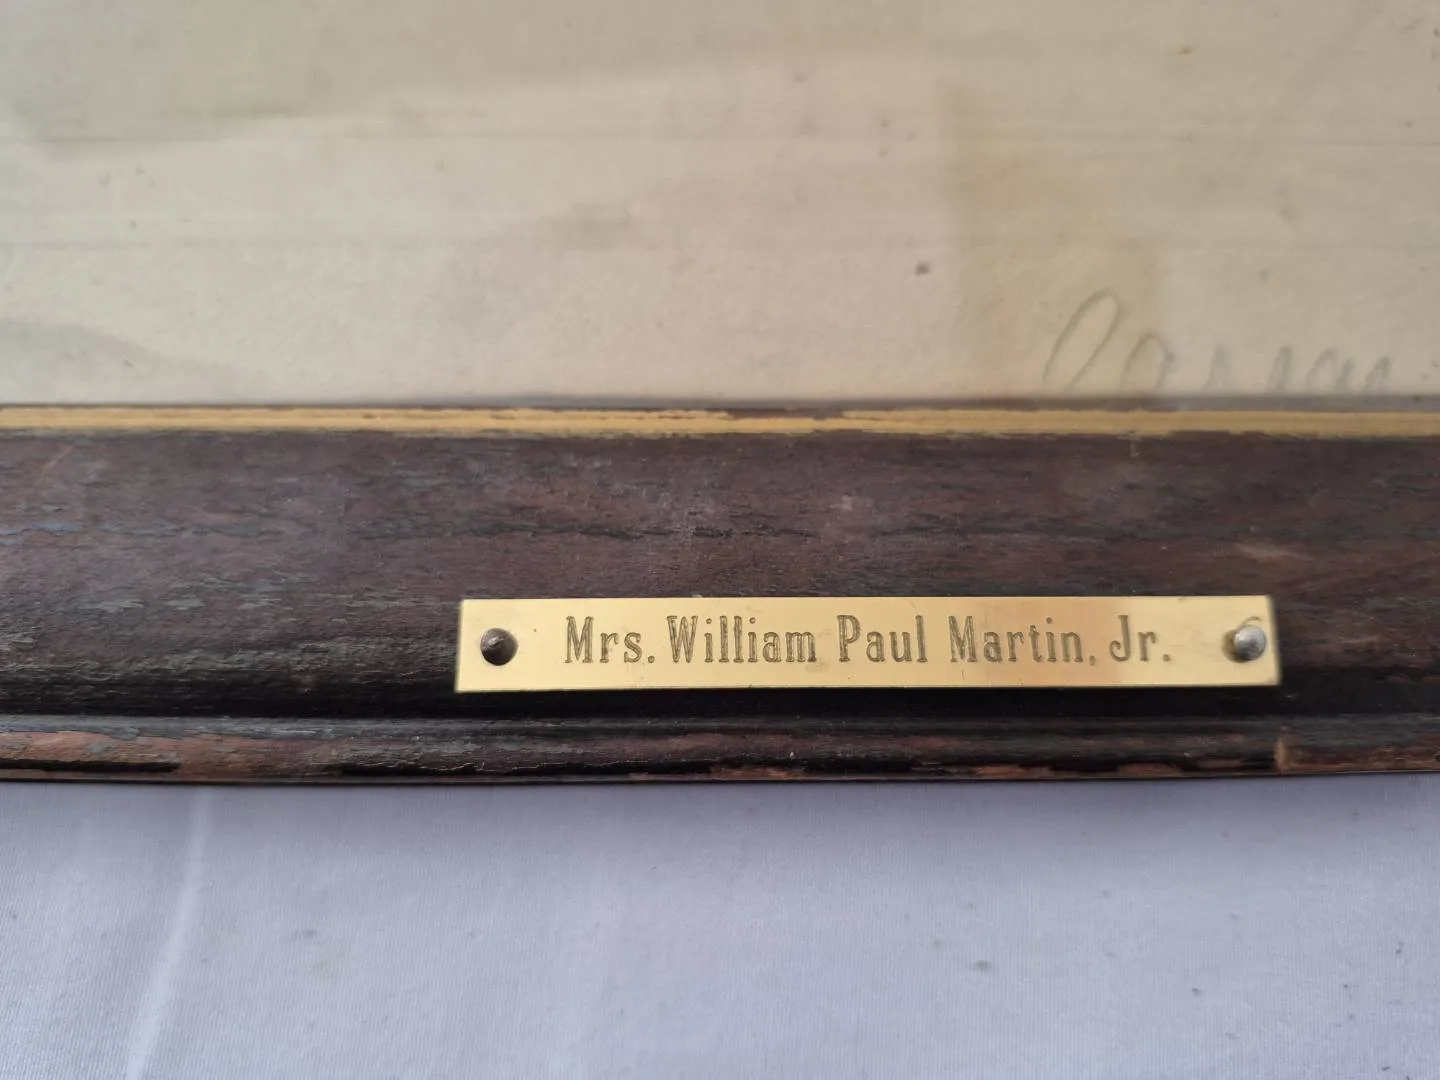 Mrs. William Paul Martin, Jr.